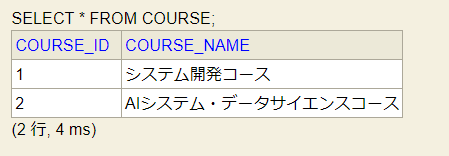 SELECT * FROM COURSE;
COURSE_ID COURSE_NAME
1 システム開発コース
2 AIシステム・データサイエンスコース
(2 行, 4 ms)